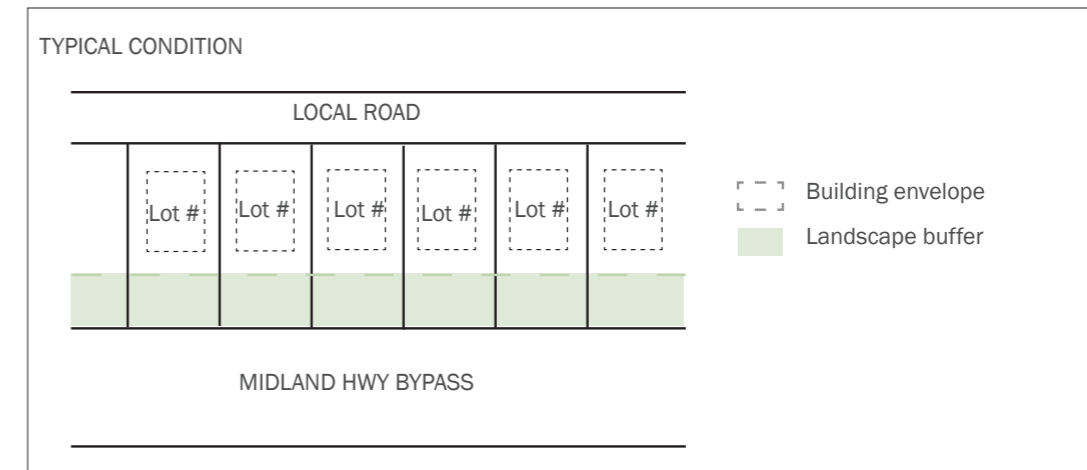 TYPICAL CONDITION
LOCAL ROAD
Lot # Lot # Lot # Lot # Lot # Lot #
Building envelope
Landscape buffer
MIDLAND HWY BYPASS